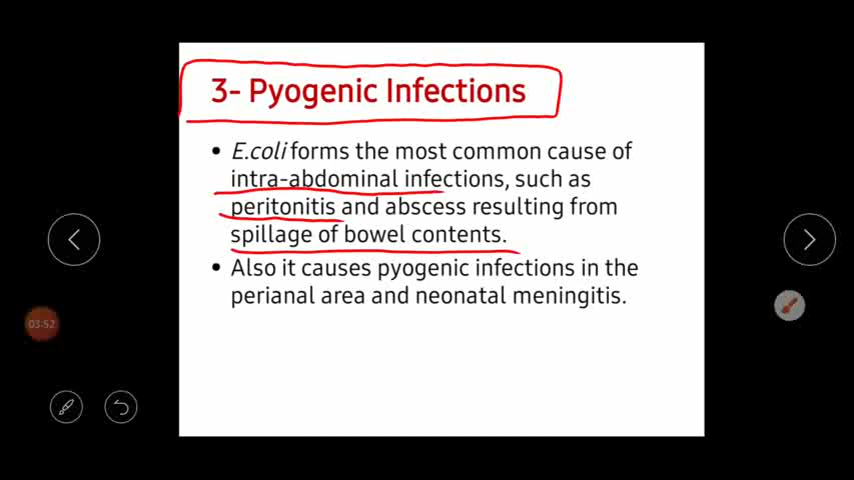 3- Pyogenic Infections
• E.coli forms the most common cause of
intra-abdominal infections, such as
peritonitis and abscess resulting from
spillage of bowel contents.
• Also it causes pyogenic infections in the
perianal area and neonatal meningitis.
03:52